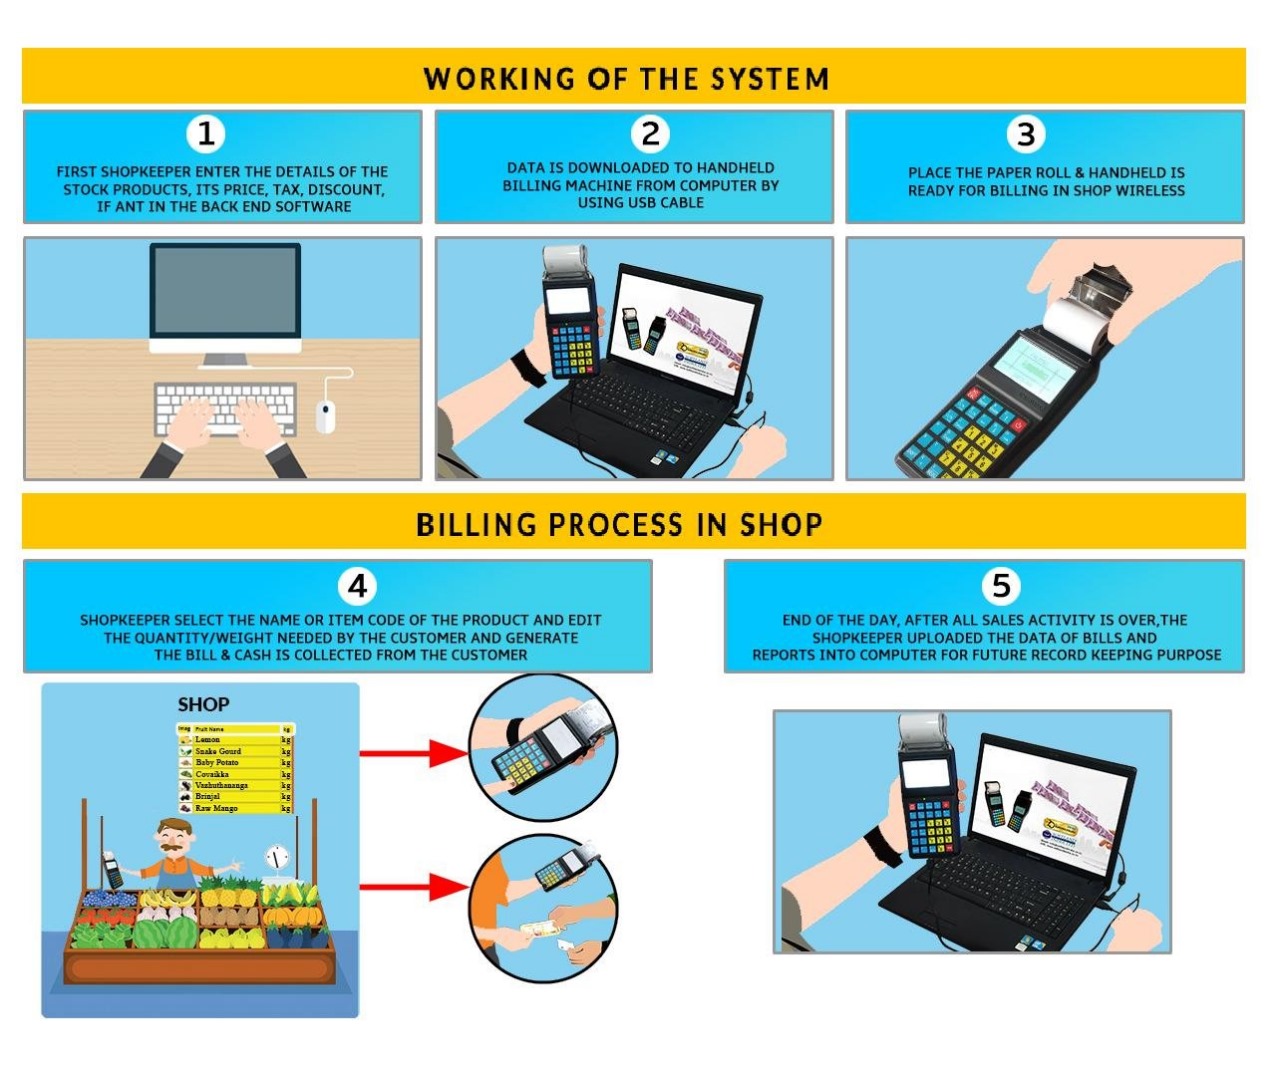 WORKING OF THE SYSTEM
1
FIRST SHOPKEEPER ENTER THE DETAILS OF THE
STOCK PRODUCTS, ITS PRICE, TAX, DISCOUNT,
IF ANT IN THE BACK END SOFTWARE
2
DATA IS DOWNLOADED TO HANDHELD
BILLING MACHINE FROM COMPUTER BY
USING USB CABLE
3
PLACE THE PAPER ROLL & HANDHELD IS
READY FOR BILLING IN SHOP WIRELESS
BILLING PROCESS IN SHOP
4
SHOPKEEPER SELECT THE NAME OR ITEM CODE OF THE PRODUCT AND EDIT
THE QUANTITY/WEIGHT NEEDED BY THE CUSTOMER AND GENERATE
THE BILL & CASH IS COLLECTED FROM THE CUSTOMER
5
END OF THE DAY, AFTER ALL SALES ACTIVITY IS OVER,THE
SHOPKEEPER UPLOADED THE DATA OF BILLS AND
REPORTS INTO COMPUTER FOR FUTURE RECORD KEEPING PURPOSE
SHOP
Imag Fruit Name kg
Lemon kg
Snake Gourd kg
Baby Potato kg
Covaikka kg
Vazhuthananga kg
Brinjal kg
Raw Mango kg